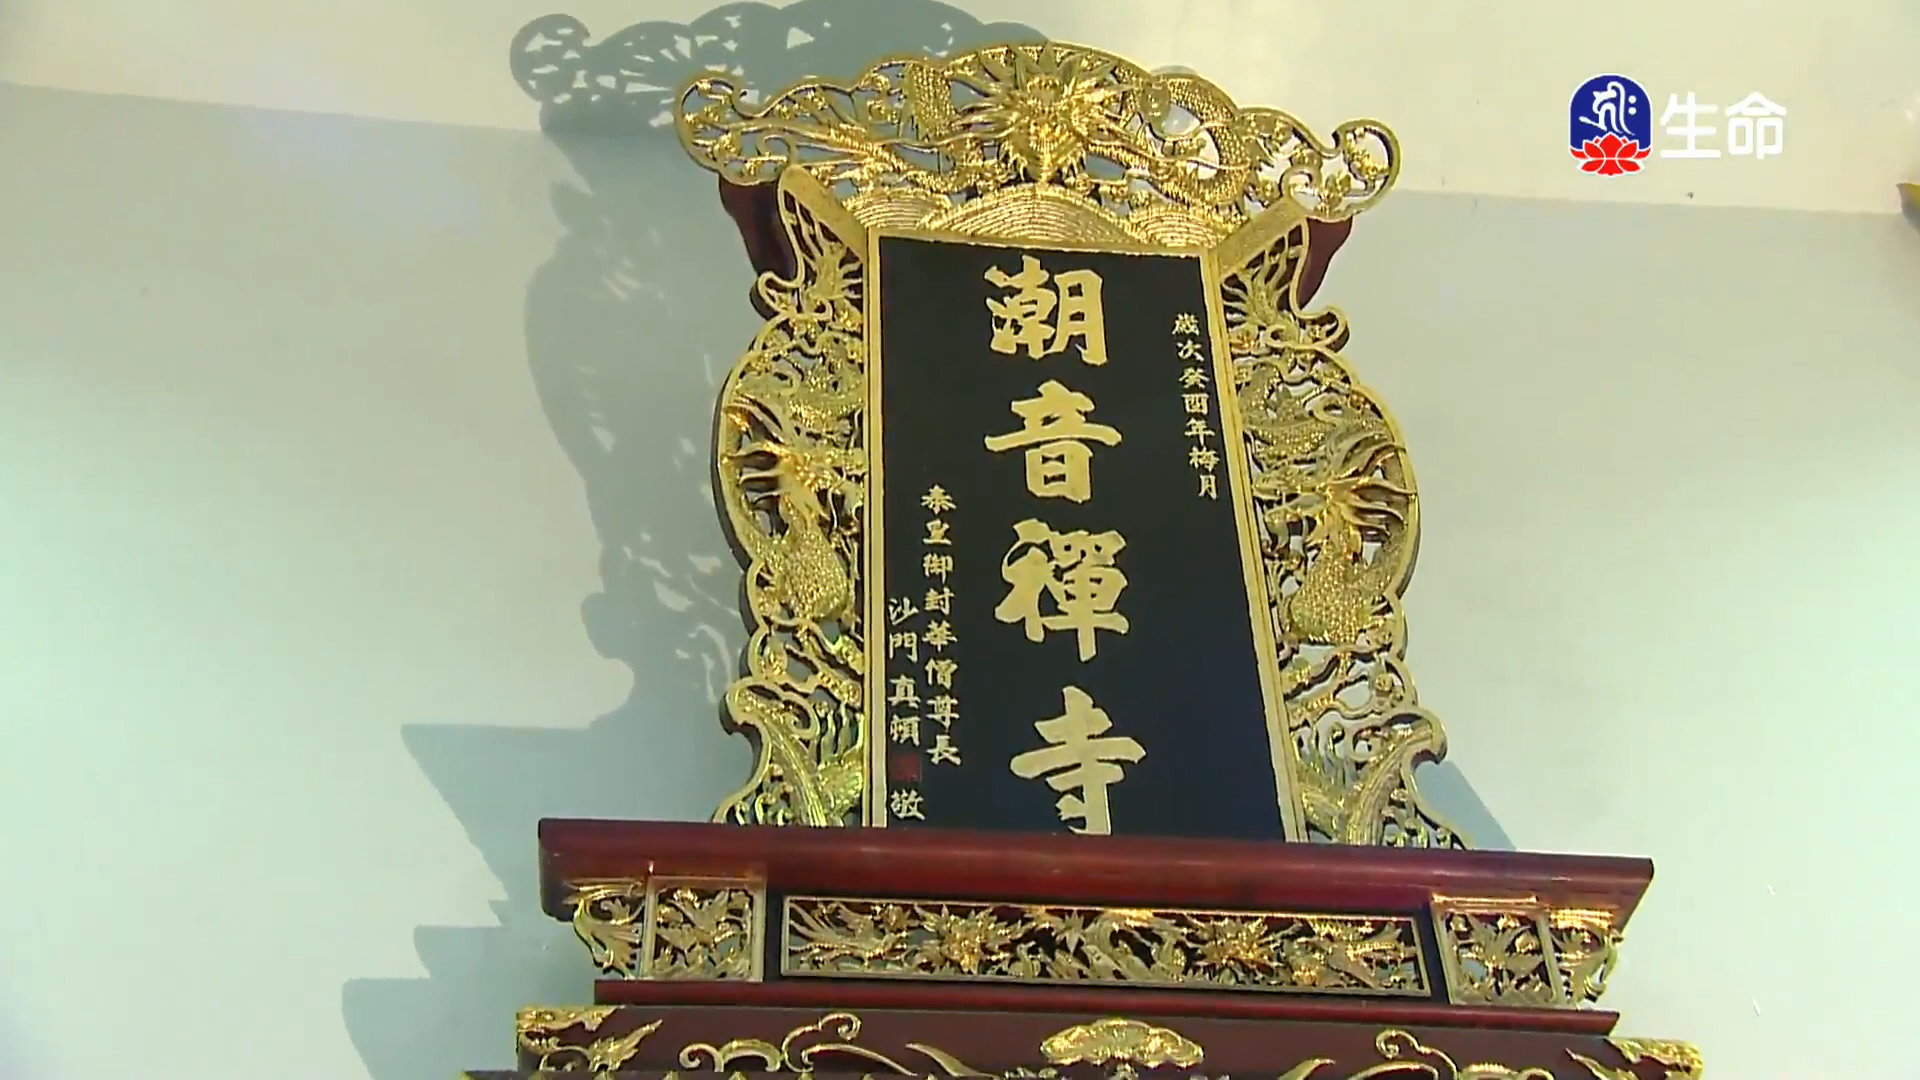 歲次癸酉年梅月
潮音禪寺
泰皇御封華僧尊長
沙門真頓
敬
生命